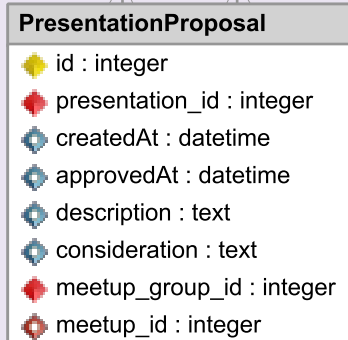 PresentationProposal
id : integer
presentation_id : integer
createdAt : datetime
approvedAt : datetime
description : text
consideration : text
meetup_group_id : integer
meetup_id : integer